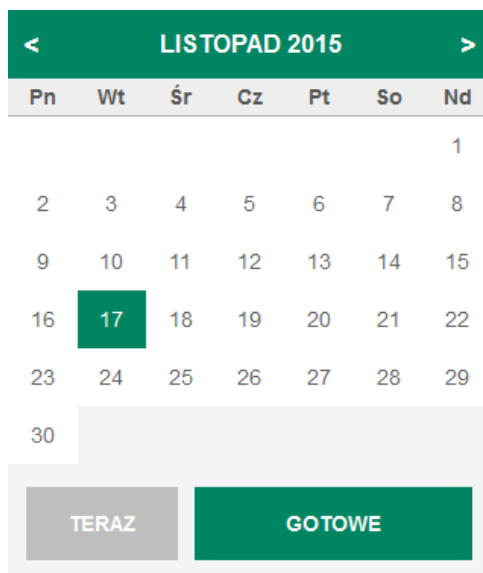 < LISTOPAD 2015 >
Pn Wt Śr Cz Pt So Nd
1
2 3 4 5 6 7 8
9 10 11 12 13 14 15
16 17 18 19 20 21 22
23 24 25 26 27 28 29
30
TERAZ GOTOWE